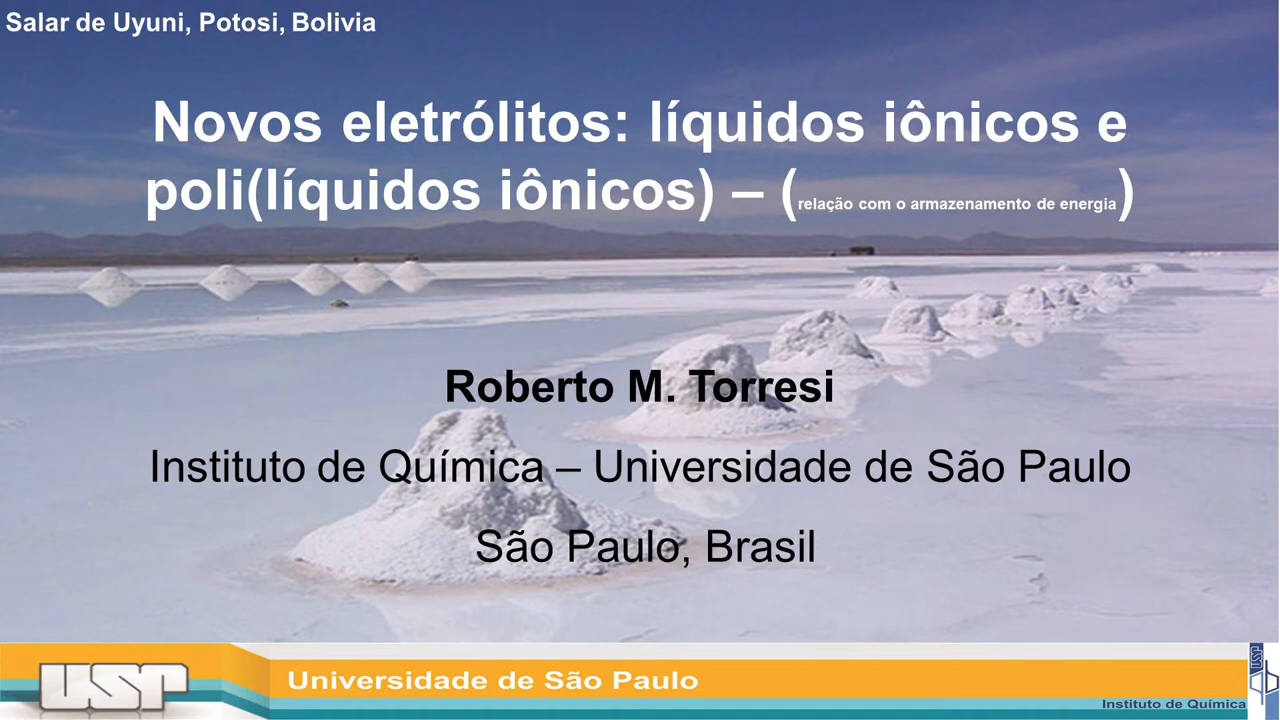 Salar de Uyuni, Potosi, Bolivia
Novos eletrólitos: líquidos iônicos e
poli(líquidos iônicos) – (relação com o armazenamento de energia)
Roberto M. Torresi
Instituto de Química – Universidade de São Paulo
São Paulo, Brasil
USP
Universidade de São Paulo
USP
Instituto de Química